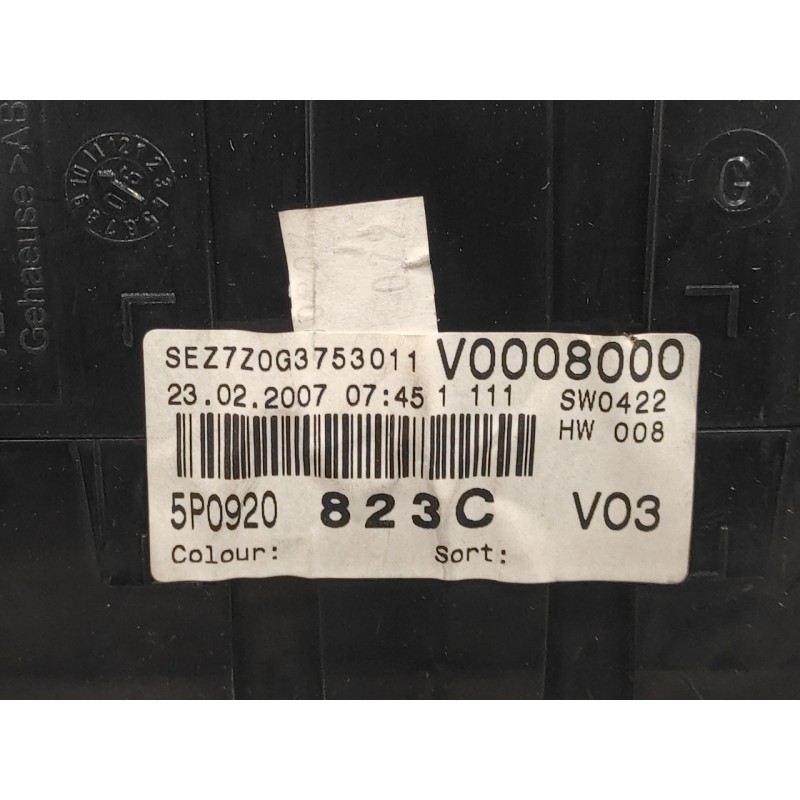 Gehaeuse >AB
G
SEZ7Z0G3753011 V0008000
23.02.2007 07:45 1 111 SW0422
HW 008
5P0920 823C V03
Colour: Sort: